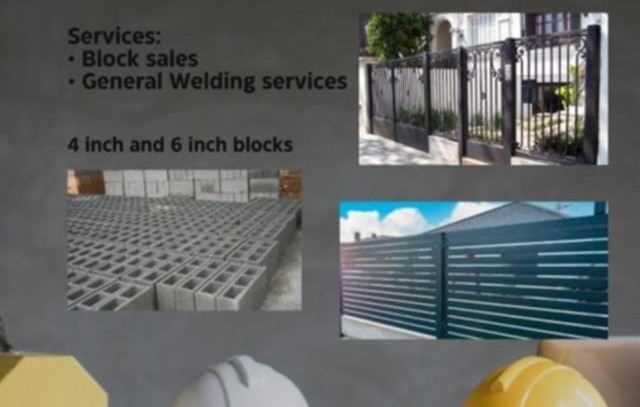 Services:
• Block sales
• General Welding services
4 inch and 6 inch blocks